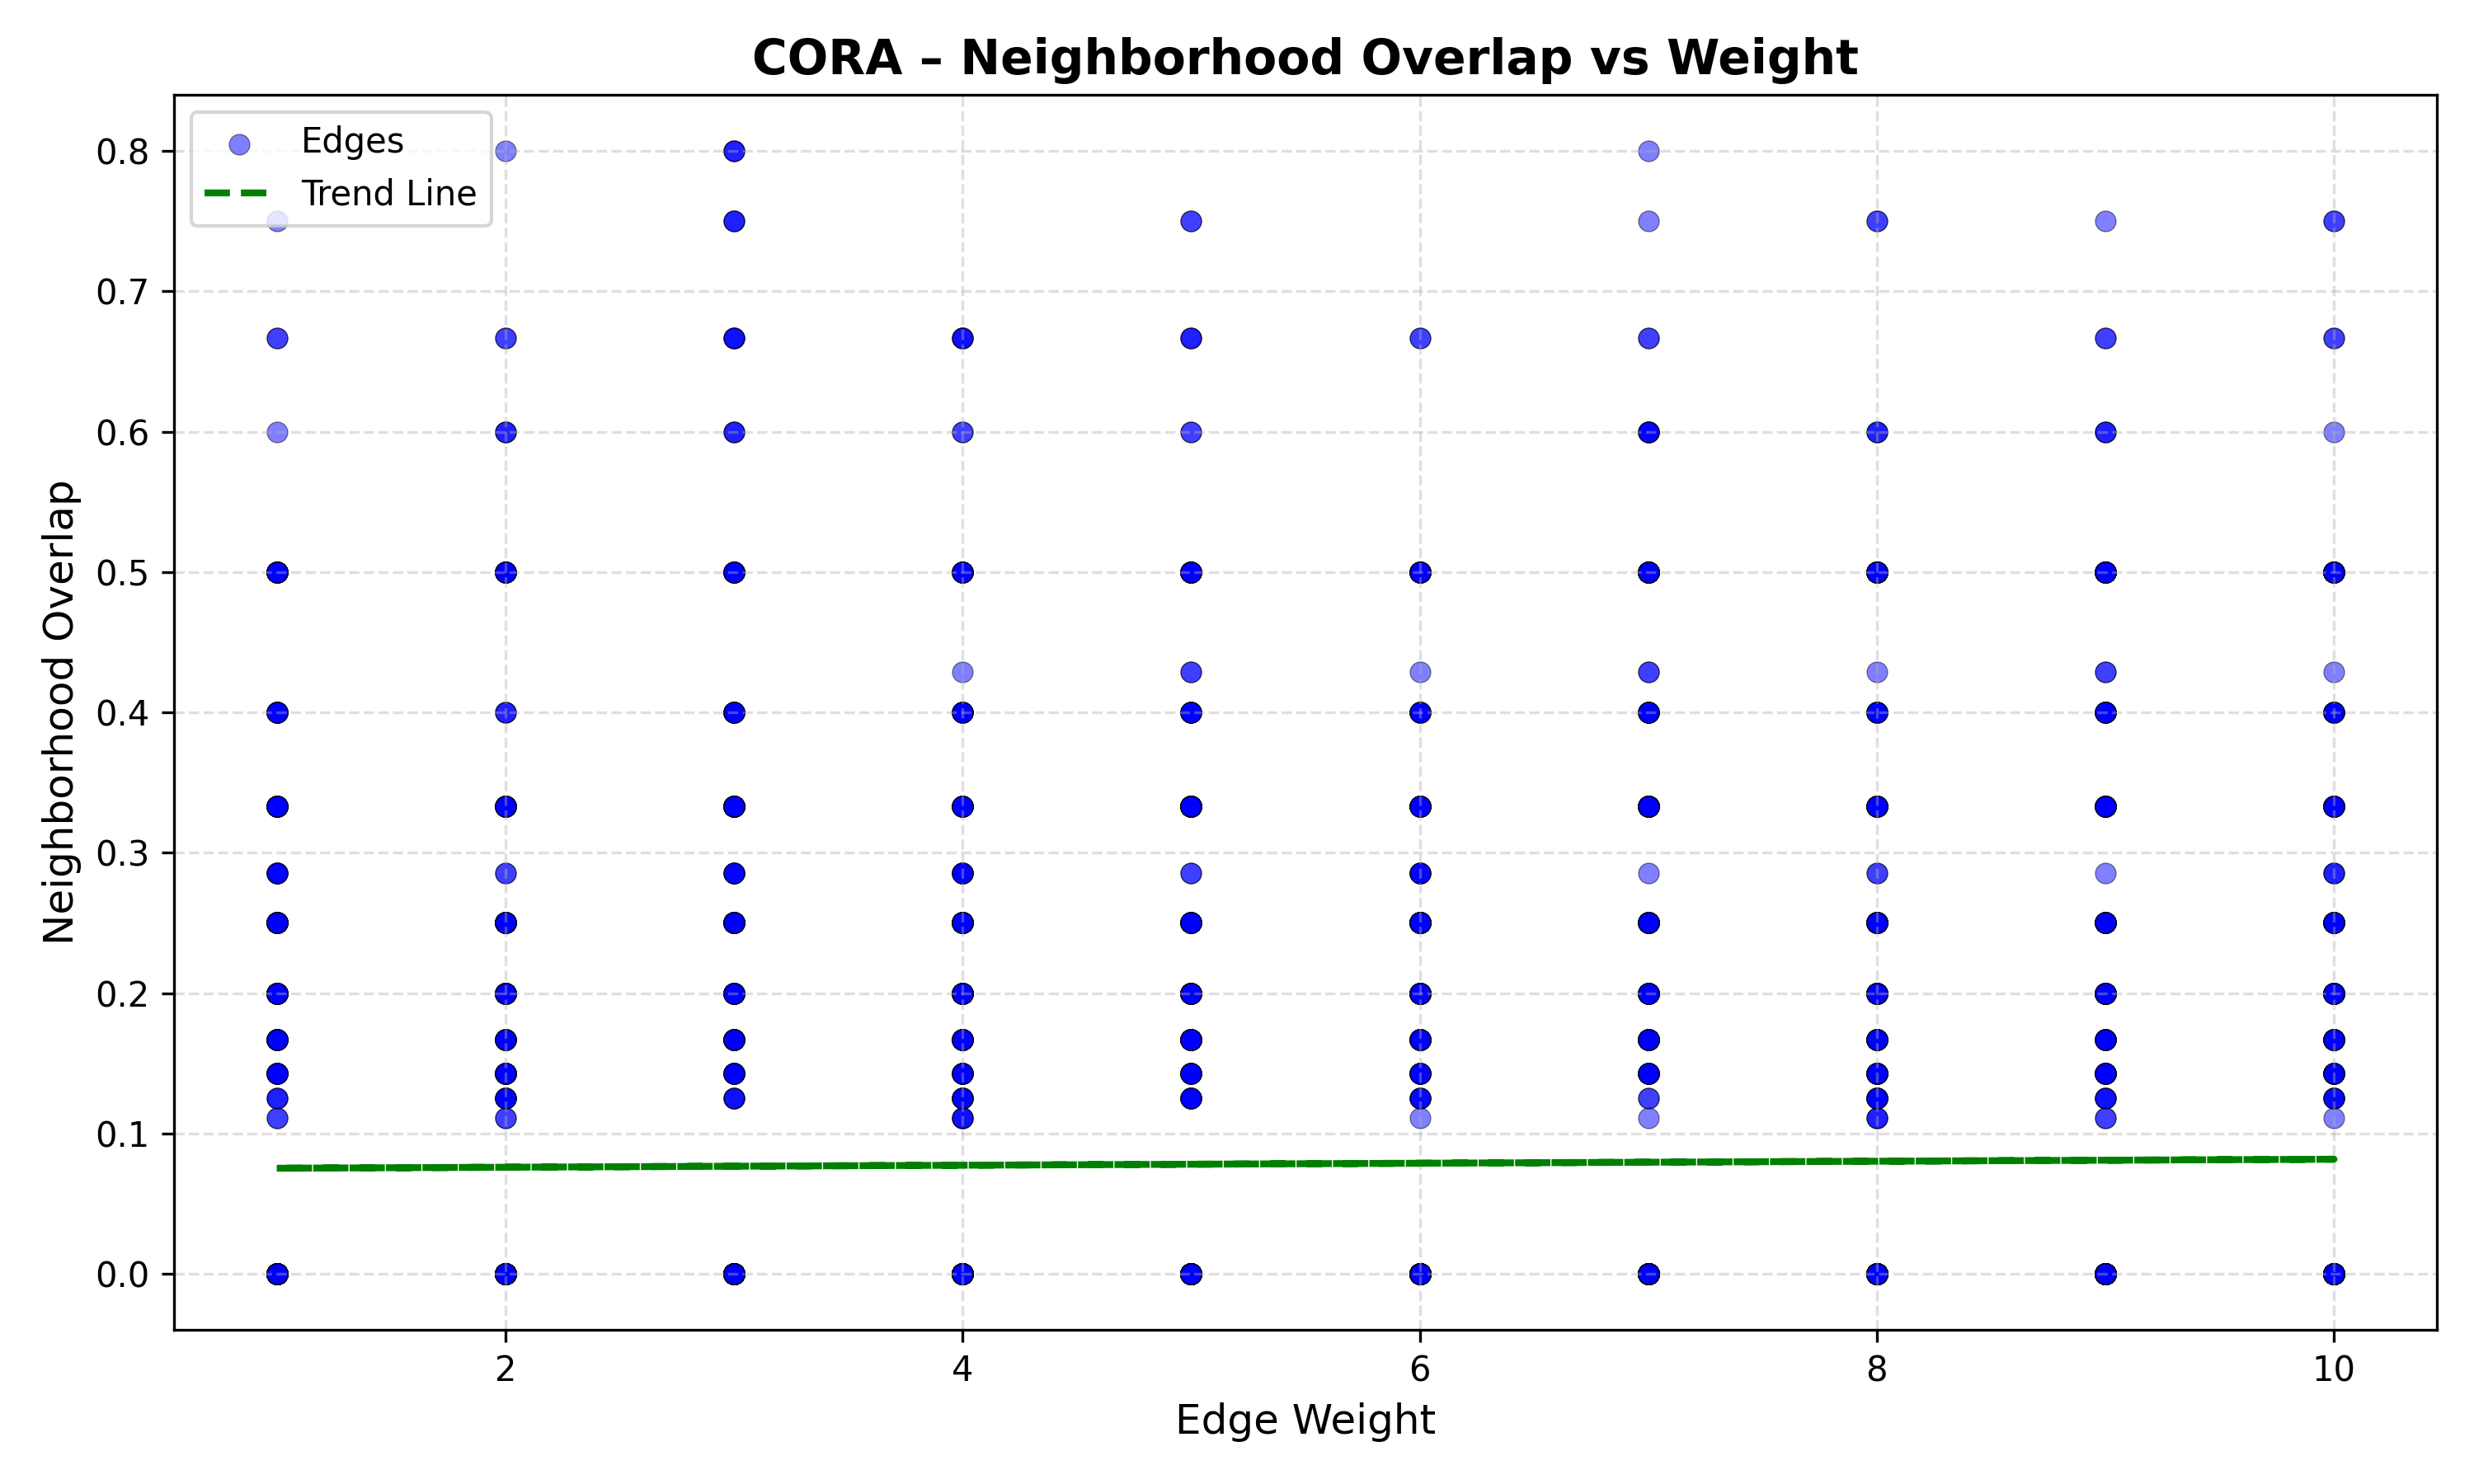 CORA – Neighborhood Overlap vs Weight
Edges
Trend Line
Neighborhood Overlap
0.8
0.7
0.6
0.5
0.4
0.3
0.2
0.1
0.0
2
4
6
8
10
Edge Weight